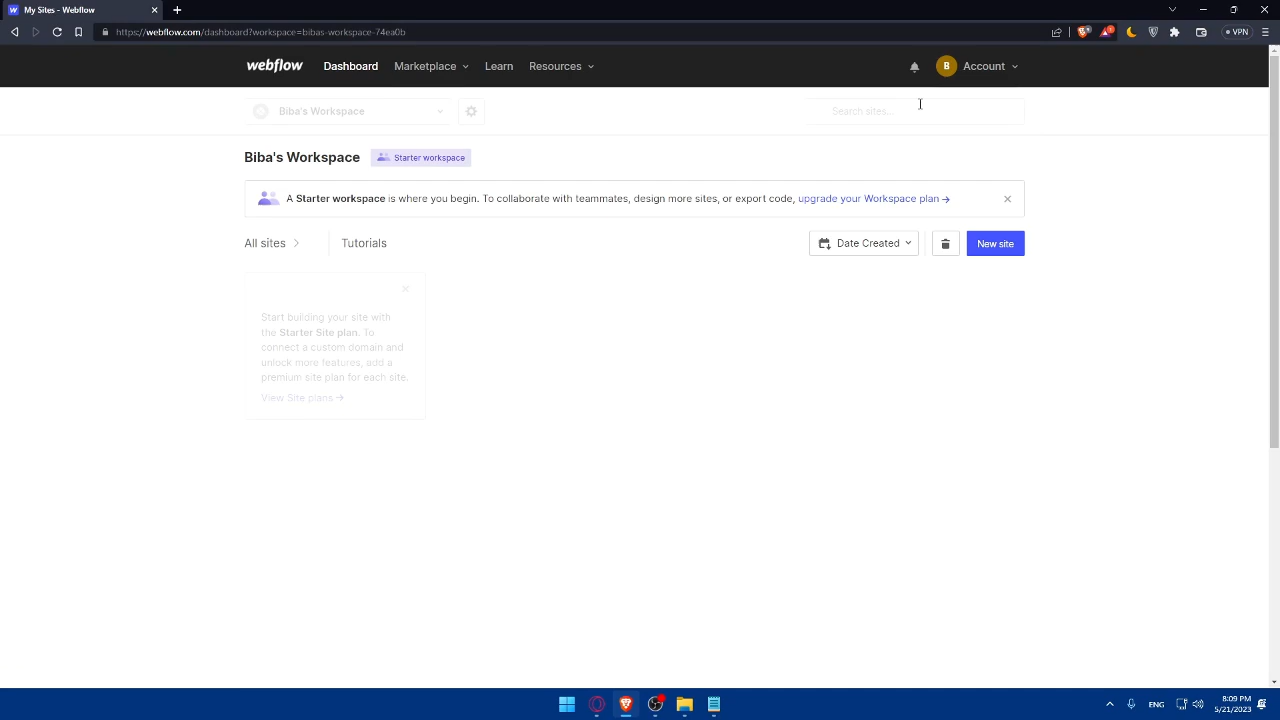 My Sites - Webflow
https://webflow.com/dashboard?workspace=bibas-workspace-74ea0b
VPN
webflow Dashboard Marketplace Learn Resources B Account
Biba's Workspace Search sites...
Biba's Workspace Starter workspace
A Starter workspace is where you begin. To collaborate with teammates, design more sites, or export code, upgrade your Workspace plan →
All sites Tutorials Date Created New site
Start building your site with
the Starter Site plan. To
connect a custom domain and
unlock more features, add a
premium site plan for each site.
View Site plans →
ENG
8:09 PM
5/21/2023